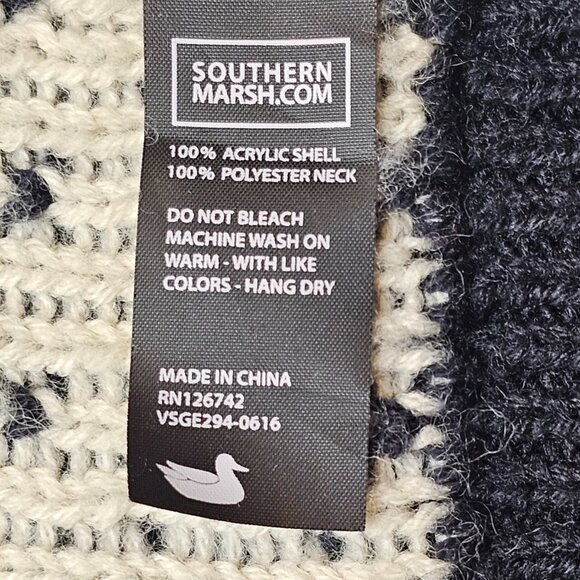 SOUTHERN
MARSH.COM
100% ACRYLIC SHELL
100% POLYESTER NECK
DO NOT BLEACH
MACHINE WASH ON
WARM - WITH LIKE
COLORS - HANG DRY
MADE IN CHINA
RN126742
VSGE294-0616